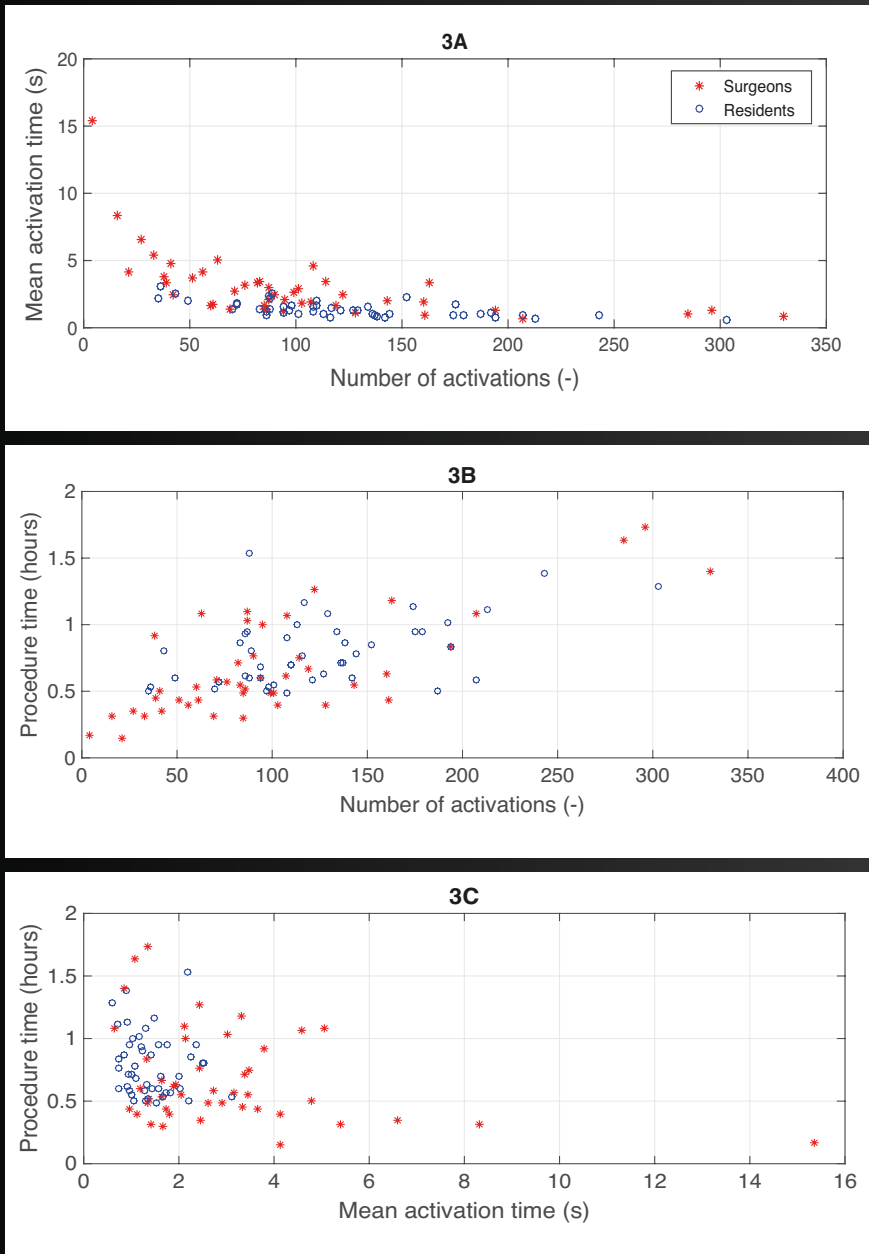 3A
20
15
10
5
0
Mean activation time (s)
Surgeons
Residents
0 50 100 150 200 250 300 350
Number of activations (-)
3B
2
1.5
1
0.5
0
Procedure time (hours)
50 100 150 200 250 300 350 400
Number of activations (-)
3C
2
1.5
1
0.5
0
Procedure time (hours)
0 2 4 6 8 10 12 14 16
Mean activation time (s)